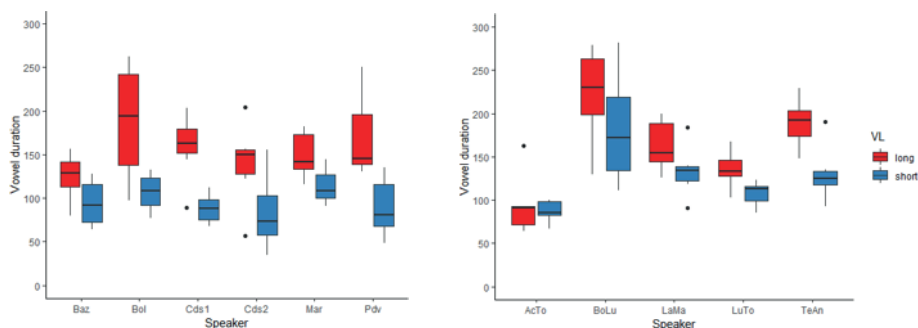 300
250
200
150
100
50
0
Vowel duration
Baz Bol Cds1 Cds2 Mar Pdv
Speaker
300
250
200
150
100
50
0
Vowel duration
AcTo BoLu LaMa LuTo TeAn
Speaker
VL
long
short